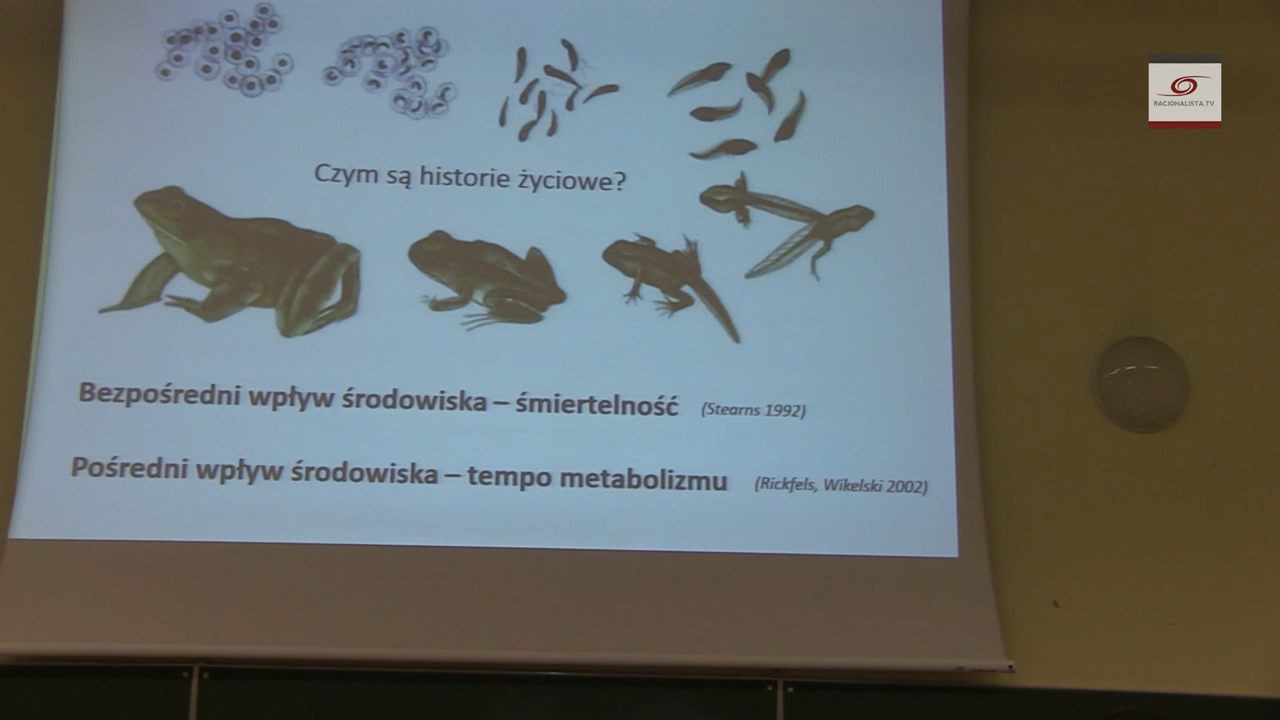 RACJONALISTA.TV
Czym są historie życiowe?
Bezpośredni wpływ środowiska – śmiertelność (Stearns 1992)
Pośredni wpływ środowiska – tempo metabolizmu (Rickfels, Wikelski 2002)